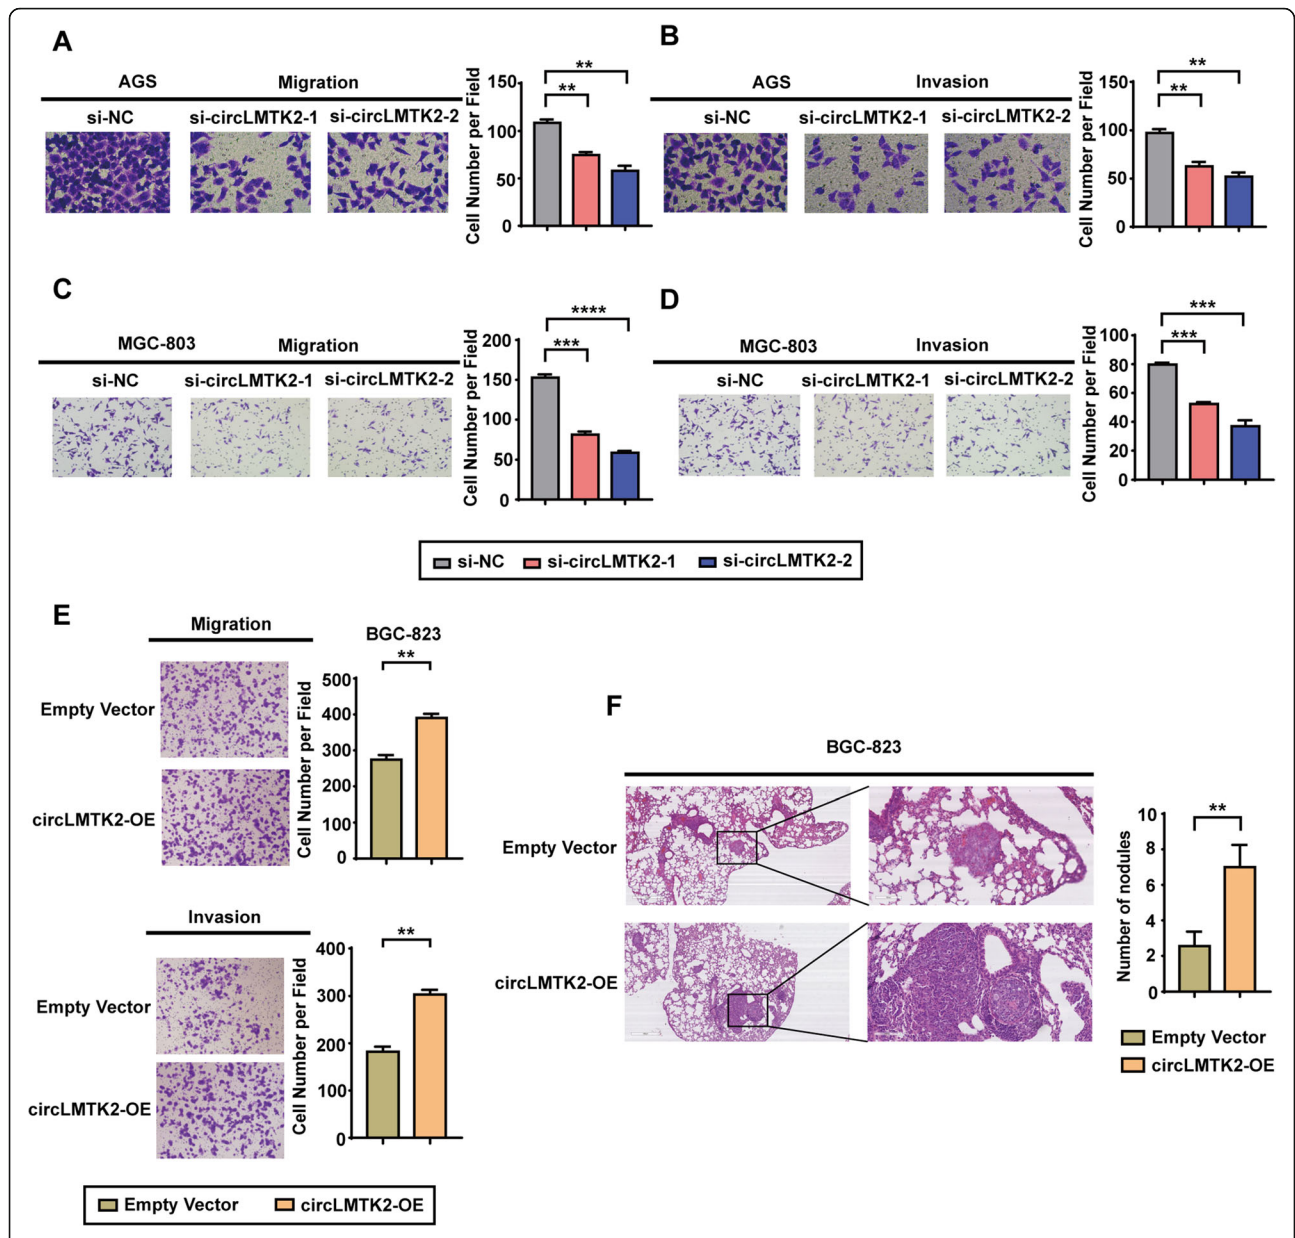 A
AGS Migration
si-NC si-circLMTK2-1 si-circLMTK2-2
Cell Number per Field
150
100
50
0
**
**
B
AGS Invasion
si-NC si-circLMTK2-1 si-circLMTK2-2
Cell Number per Field
150
100
50
0
**
**
C
MGC-803 Migration
si-NC si-circLMTK2-1 si-circLMTK2-2
Cell Number per Field
200
150
100
50
0
****
***
D
MGC-803 Invasion
si-NC si-circLMTK2-1 si-circLMTK2-2
Cell Number per Field
100
80
60
40
20
0
***
***
si-NC si-circLMTK2-1 si-circLMTK2-2
E
Migration
BGC-823
Empty Vector
circLMTK2-OE
Cell Number per Field
500
400
300
200
100
0
**
Invasion
Empty Vector
circLMTK2-OE
Cell Number per Field
400
300
200
100
0
**
Empty Vector circLMTK2-OE
F
BGC-823
Empty Vector
circLMTK2-OE
Number of nodules
10
8
6
4
2
0
**
Empty Vector
circLMTK2-OE